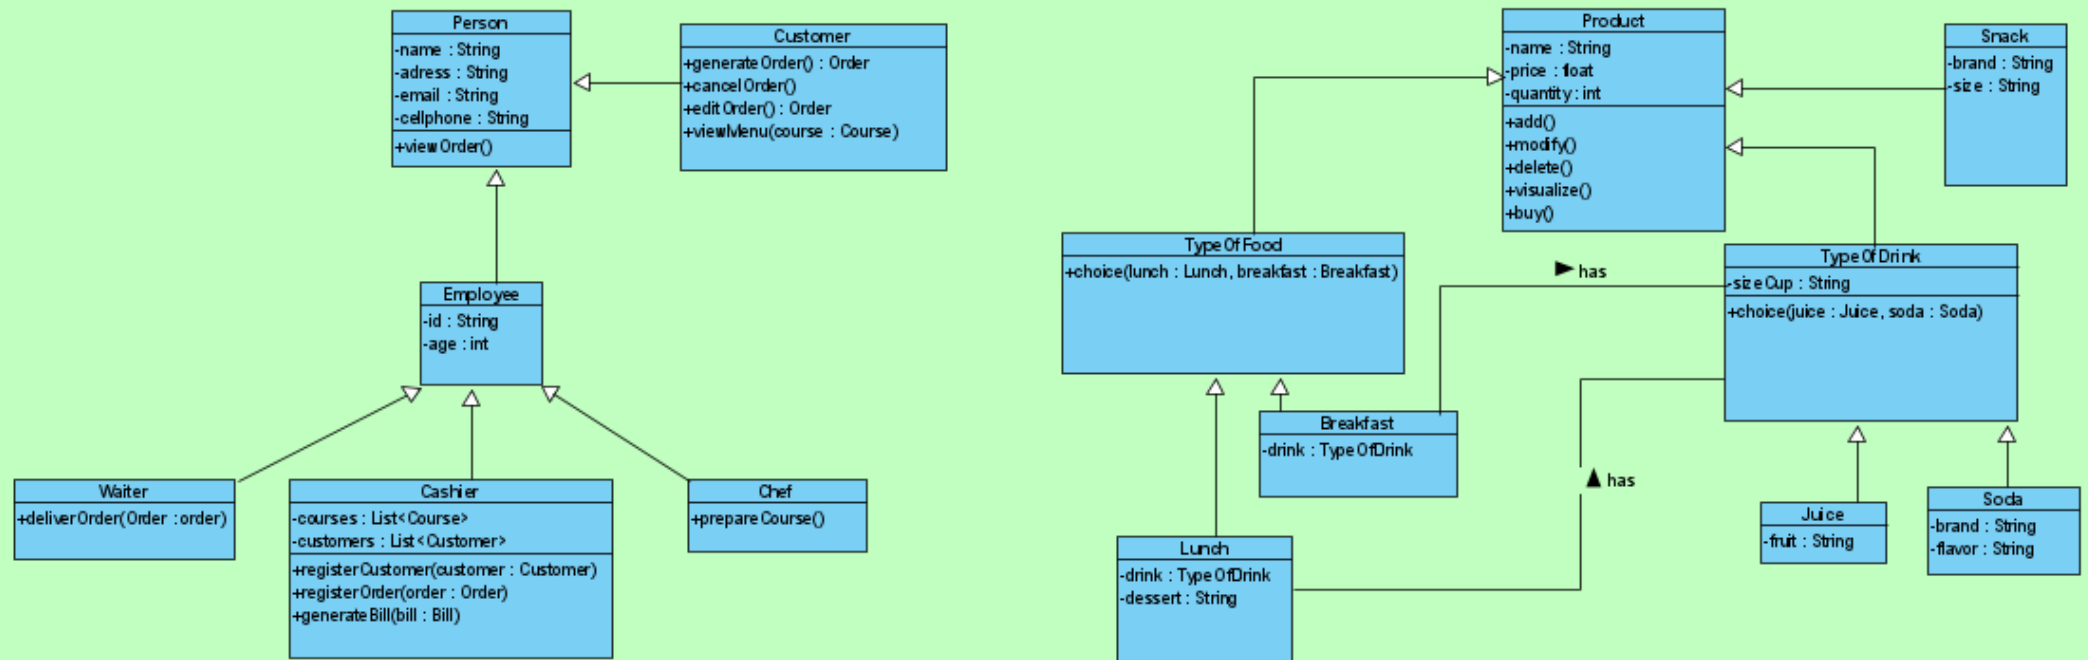 Person
-name : String
-adress : String
-email : String
-cellphone : String
+viewOrder()
Customer
+generateOrder() : Order
+cancelOrder()
+editOrder() : Order
+viewMenu(course : Course)
Employee
-id : String
-age : int
Waiter
+deliverOrder(Order : order)
Cashier
-courses : List<Course>
-customers : List<Customer>
+registerCustomer(customer : Customer)
+registerOrder(order : Order)
+generateBill(bill : Bill)
Chef
+prepareCourse()
Product
-name : String
-price : float
-quantity : int
+add()
+modify()
+delete()
+visualize()
+buy()
Snack
-brand : String
-size : String
TypeOfFood
+choice(lunch : Lunch, breakfast : Breakfast)
has
TypeOfDrink
-sizeCup : String
+choice(juice : Juice, soda : Soda)
Breakfast
-drink : TypeOfDrink
has
Lunch
-drink : TypeOfDrink
-dessert : String
Juice
-fruit : String
Soda
-brand : String
-flavor : String